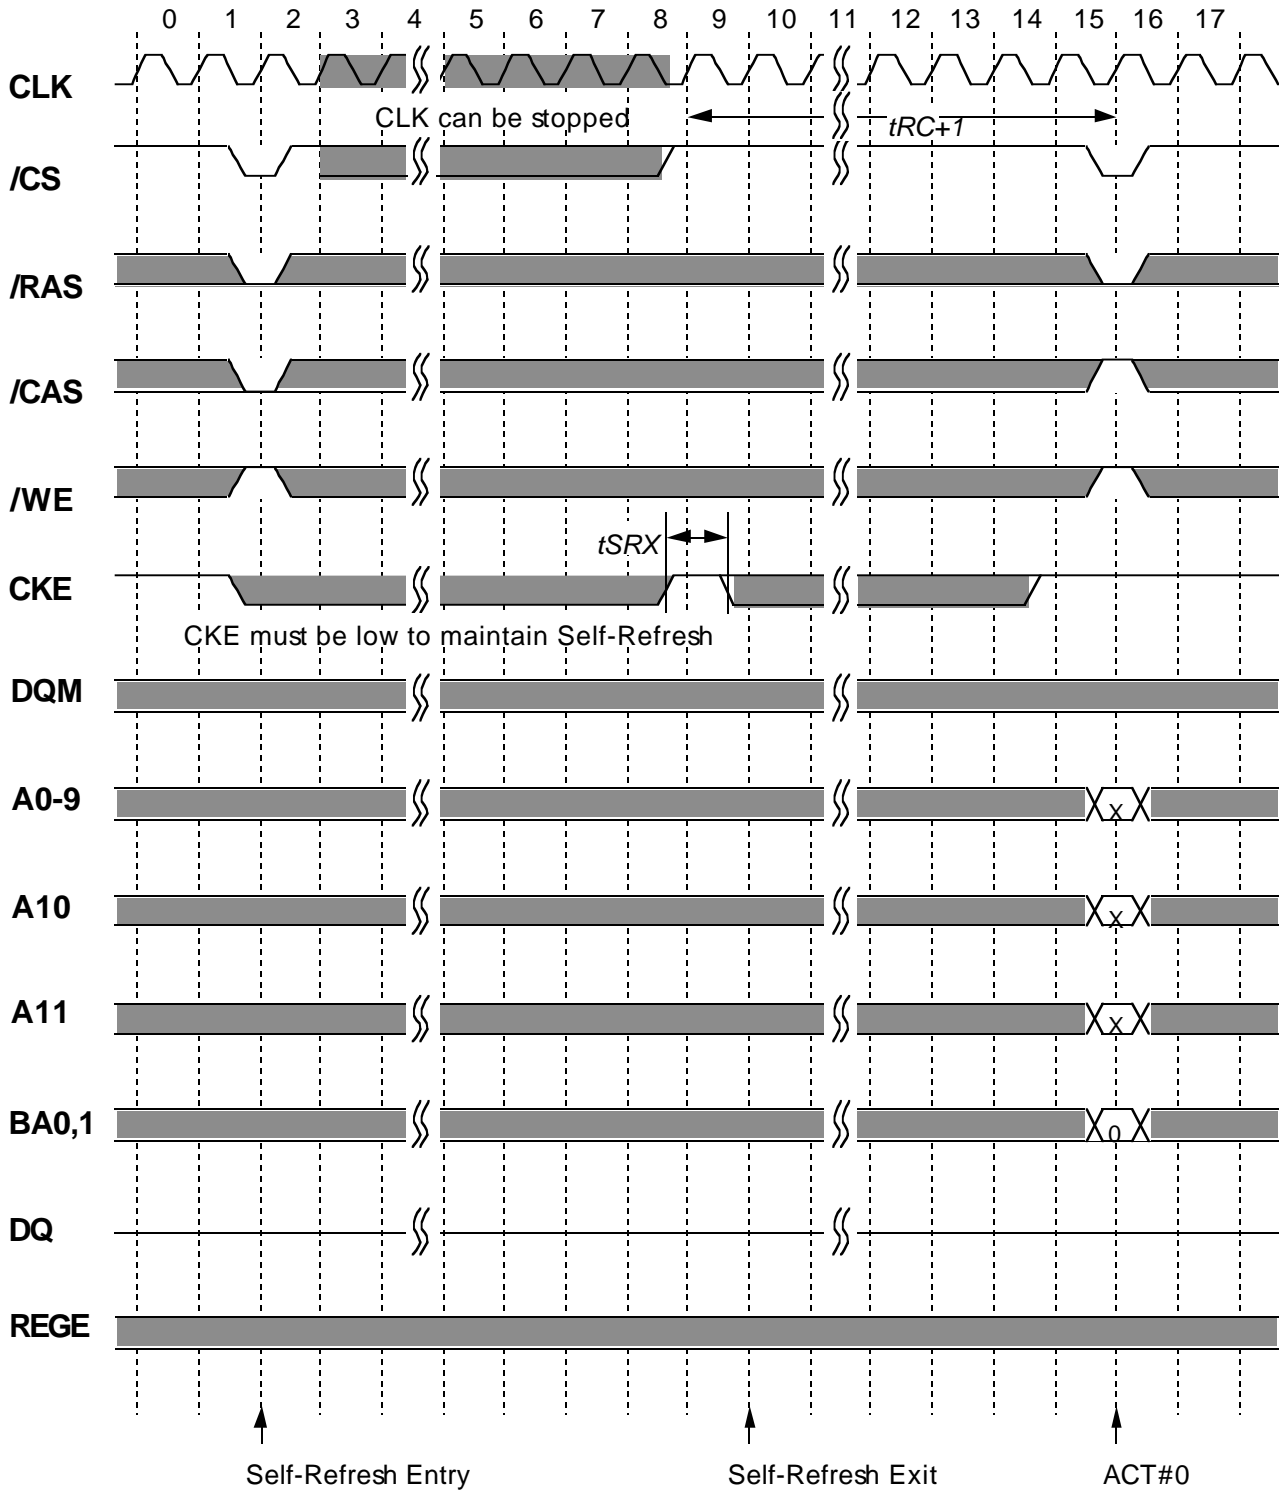 0 1 2 3 4 5 6 7 8 9 10 11 12 13 14 15 16 17
CLK
CLK can be stopped
tRC+1
/CS
/RAS
/CAS
/WE
tSRX
CKE
CKE must be low to maintain Self-Refresh
DQM
A0-9
X
A10
X
A11
X
BA0,1
0
DQ
REGE
Self-Refresh Entry
Self-Refresh Exit
ACT#0